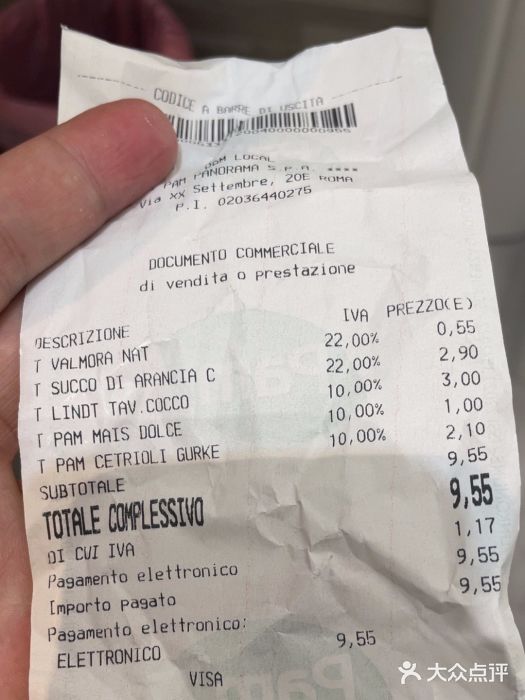 CODICE A BARRE DI USCITA
PAM LOCAL
PAM PANORAMA S.P.A. ****
Via XX Settembre, 20E ROMA
P.I. 02036440275
DOCUMENTO COMMERCIALE
di vendita o prestazione
DESCRIZIONE IVA PREZZO(E)
T VALMORA NAT 22,00% 0,55
T SUCCO DI ARANCIA C 22,00% 2,90
T LINDT TAV.COCCO 10,00% 3,00
T PAM MAIS DOLCE 10,00% 1,00
T PAM CETRIOLI GURKE 10,00% 2,10
SUBTOTALE 9,55
TOTALE COMPLESSIVO 9,55
DI CUI IVA 1,17
Pagamento elettronico 9,55
Importo pagato 9,55
Pagamento elettronico:
ELETTRONICO 9,55
VISA
大众点评